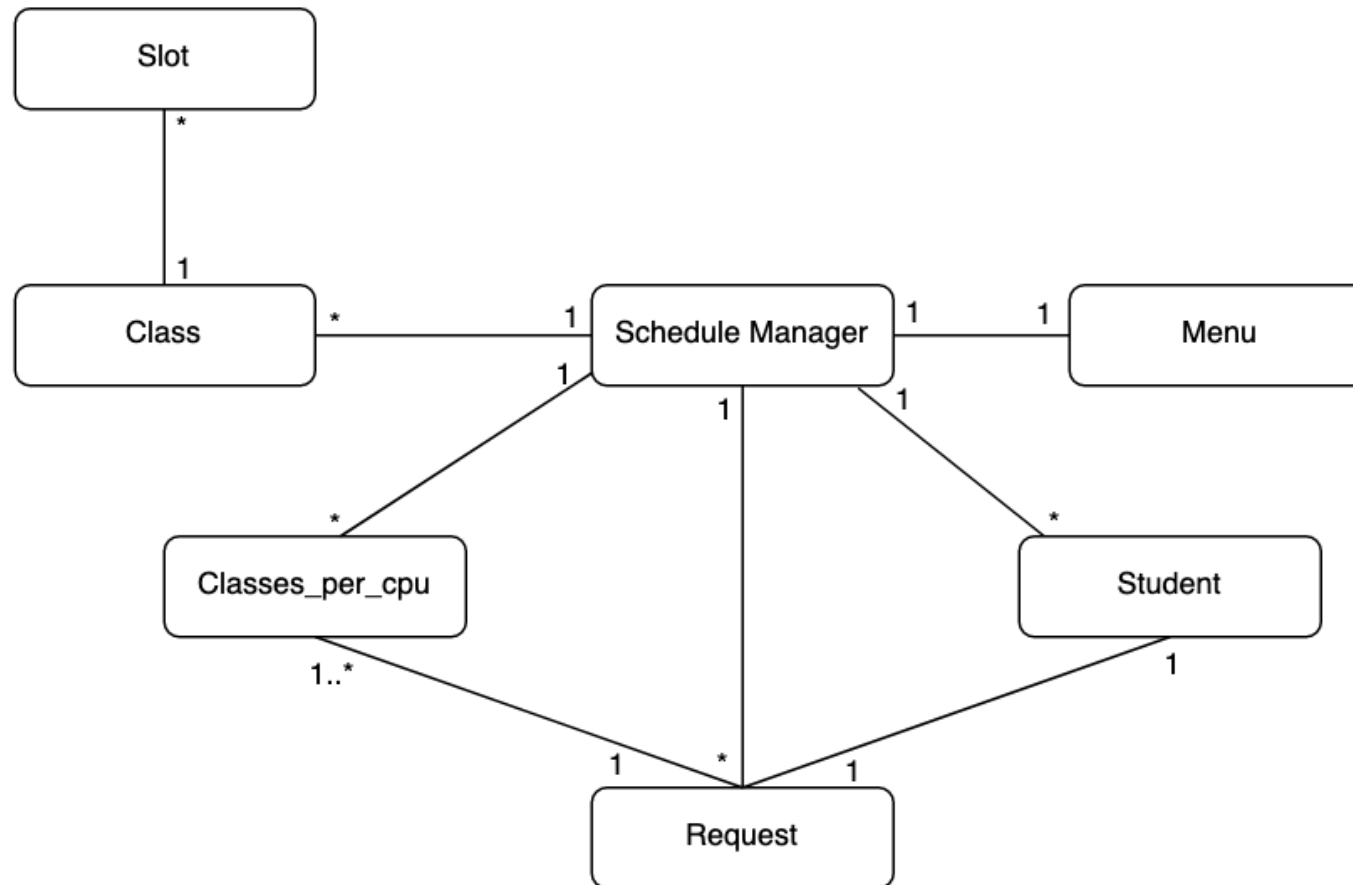 Slot
*
1
Class
*
1
Schedule Manager
1
1
Menu
1
1
1
*
*
Classes_per_cpu
Student
1..*
1
1
*
1
Request